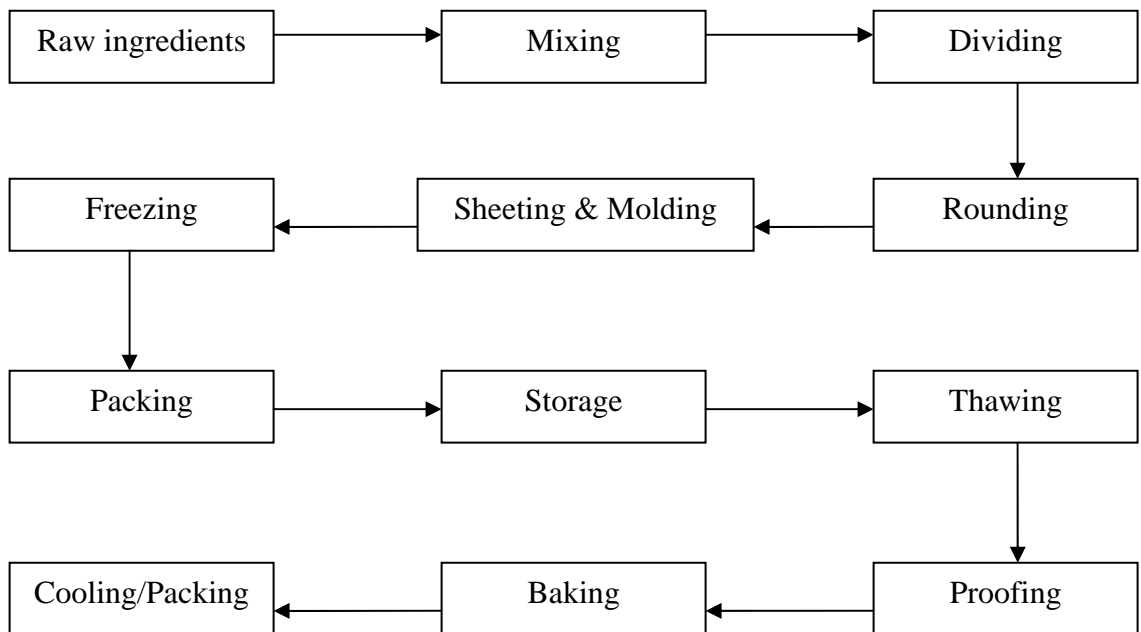 Raw ingredients
Mixing
Dividing
Rounding
Sheeting & Molding
Freezing
Packing
Storage
Thawing
Proofing
Baking
Cooling/Packing